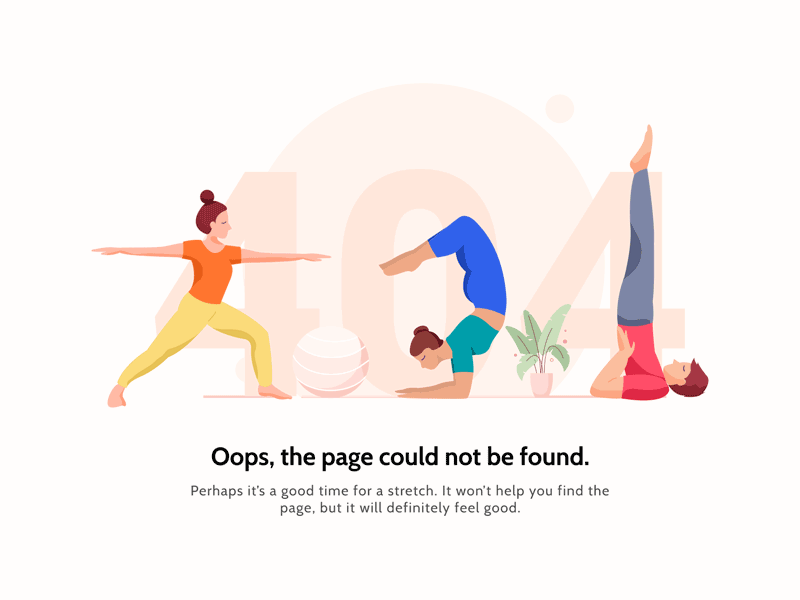 404
Oops, the page could not be found.
Perhaps it's a good time for a stretch. It won't help you find the
page, but it will definitely feel good.